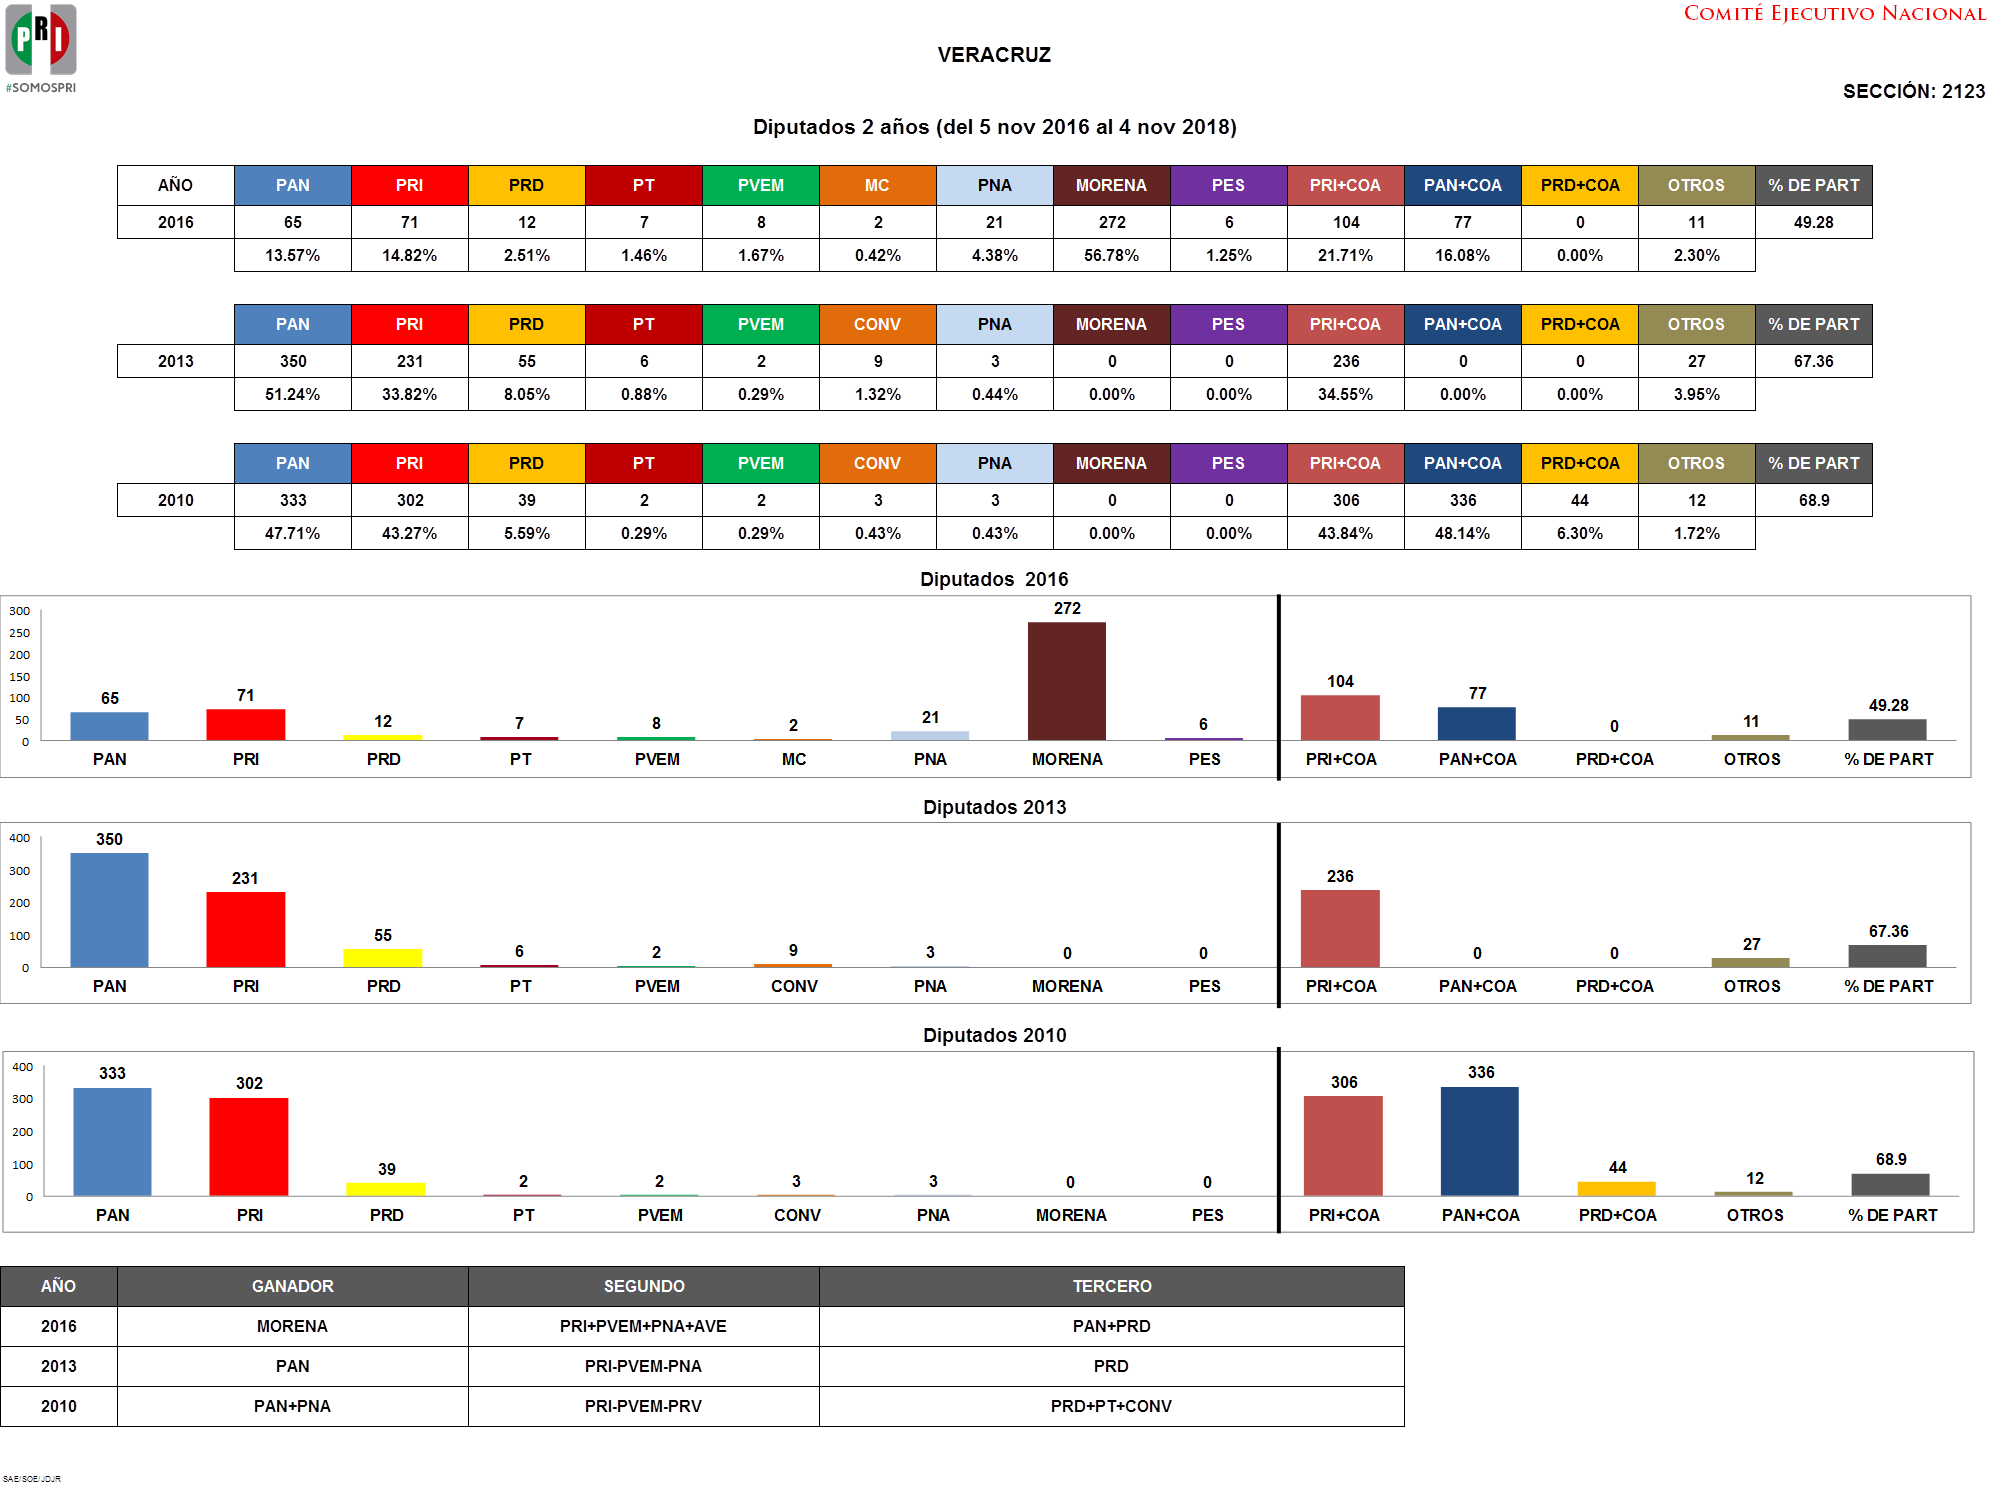 PRI
#SOMOSPRI
COMITÉ EJECUTIVO NACIONAL
VERACRUZ
SECCIÓN: 2123
Diputados 2 años (del 5 nov 2016 al 4 nov 2018)
AÑO PAN PRI PRD PT PVEM MC PNA MORENA PES PRI+COA PAN+COA PRD+COA OTROS % DE PART
2016 65 71 12 7 8 2 21 272 6 104 77 0 11 49.28
13.57% 14.82% 2.51% 1.46% 1.67% 0.42% 4.38% 56.78% 1.25% 21.71% 16.08% 0.00% 2.30%
PAN PRI PRD PT PVEM CONV PNA MORENA PES PRI+COA PAN+COA PRD+COA OTROS % DE PART
2013 350 231 55 6 2 9 3 0 0 236 0 0 27 67.36
51.24% 33.82% 8.05% 0.88% 0.29% 1.32% 0.44% 0.00% 0.00% 34.55% 0.00% 0.00% 3.95%
PAN PRI PRD PT PVEM CONV PNA MORENA PES PRI+COA PAN+COA PRD+COA OTROS % DE PART
2010 333 302 39 2 2 3 3 0 0 306 336 44 12 68.9
47.71% 43.27% 5.59% 0.29% 0.29% 0.43% 0.43% 0.00% 0.00% 43.84% 48.14% 6.30% 1.72%
Diputados 2016
300
250
200
150
100
50
0
65 71 12 7 8 2 21 272 6 104 77 0 11 49.28
PAN PRI PRD PT PVEM MC PNA MORENA PES PRI+COA PAN+COA PRD+COA OTROS % DE PART
Diputados 2013
400
300
200
100
0
350 231 55 6 2 9 3 0 0 236 0 0 27 67.36
PAN PRI PRD PT PVEM CONV PNA MORENA PES PRI+COA PAN+COA PRD+COA OTROS % DE PART
Diputados 2010
400
300
200
100
0
333 302 39 2 2 3 3 0 0 306 336 44 12 68.9
PAN PRI PRD PT PVEM CONV PNA MORENA PES PRI+COA PAN+COA PRD+COA OTROS % DE PART
AÑO GANADOR SEGUNDO TERCERO
2016 MORENA PRI+PVEM+PNA+AVE PAN+PRD
2013 PAN PRI-PVEM-PNA PRD
2010 PAN+PNA PRI-PVEM-PRV PRD+PT+CONV
SAE/SOE/JDJR